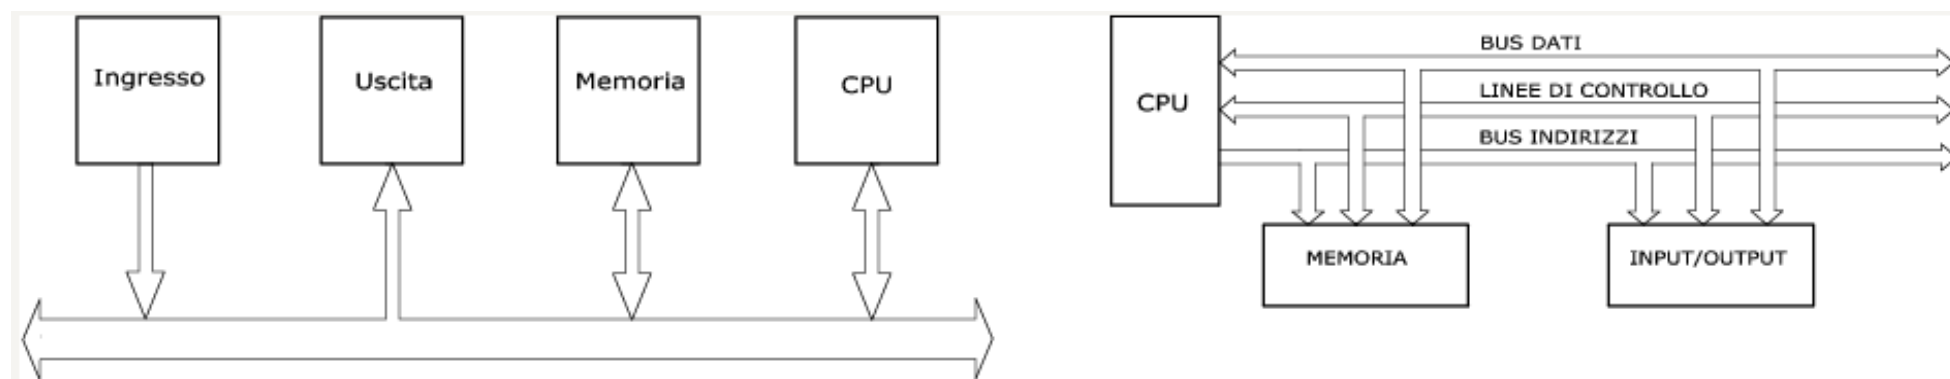 Ingresso
Uscita
Memoria
CPU
CPU
BUS DATI
LINEE DI CONTROLLO
BUS INDIRIZZI
MEMORIA
INPUT/OUTPUT